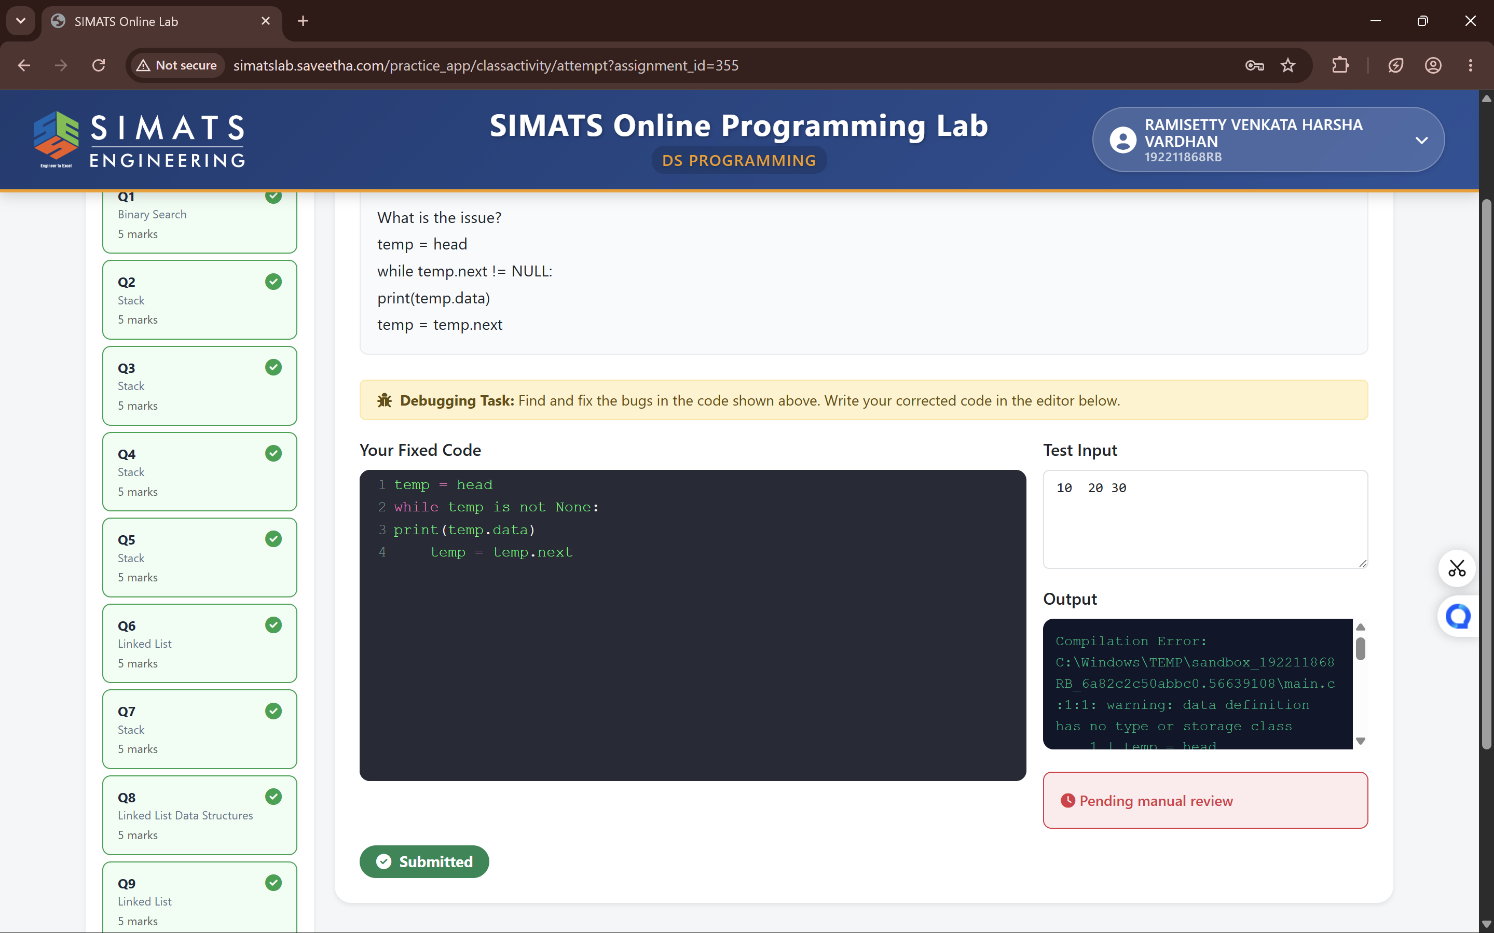 SIMATS Online Lab
Not secure
simatslab.saveetha.com/practice_app/classactivity/attempt?assignment_id=355
SIMATS
ENGINEERING
Engineer to Excel
SIMATS Online Programming Lab
DS PROGRAMMING
RAMISETTY VENKATA HARSHA
VARDHAN
192211868RB
Q1
Binary Search
5 marks
Q2
Stack
5 marks
Q3
Stack
5 marks
Q4
Stack
5 marks
Q5
Stack
5 marks
Q6
Linked List
5 marks
Q7
Stack
5 marks
Q8
Linked List Data Structures
5 marks
Q9
Linked List
5 marks
What is the issue?
temp = head
while temp.next != NULL:
print(temp.data)
temp = temp.next
Debugging Task: Find and fix the bugs in the code shown above. Write your corrected code in the editor below.
Your Fixed Code
1 temp = head
2 while temp is not None:
3 print(temp.data)
4     temp = temp.next
Test Input
10  20 30
Output
Compilation Error:
C:\Windows\TEMP\sandbox_192211868
RB_6a82c2c50abbc0.56639108\main.c
:1:1: warning: data definition
has no type or storage class
1 | temp = head
Pending manual review
Submitted